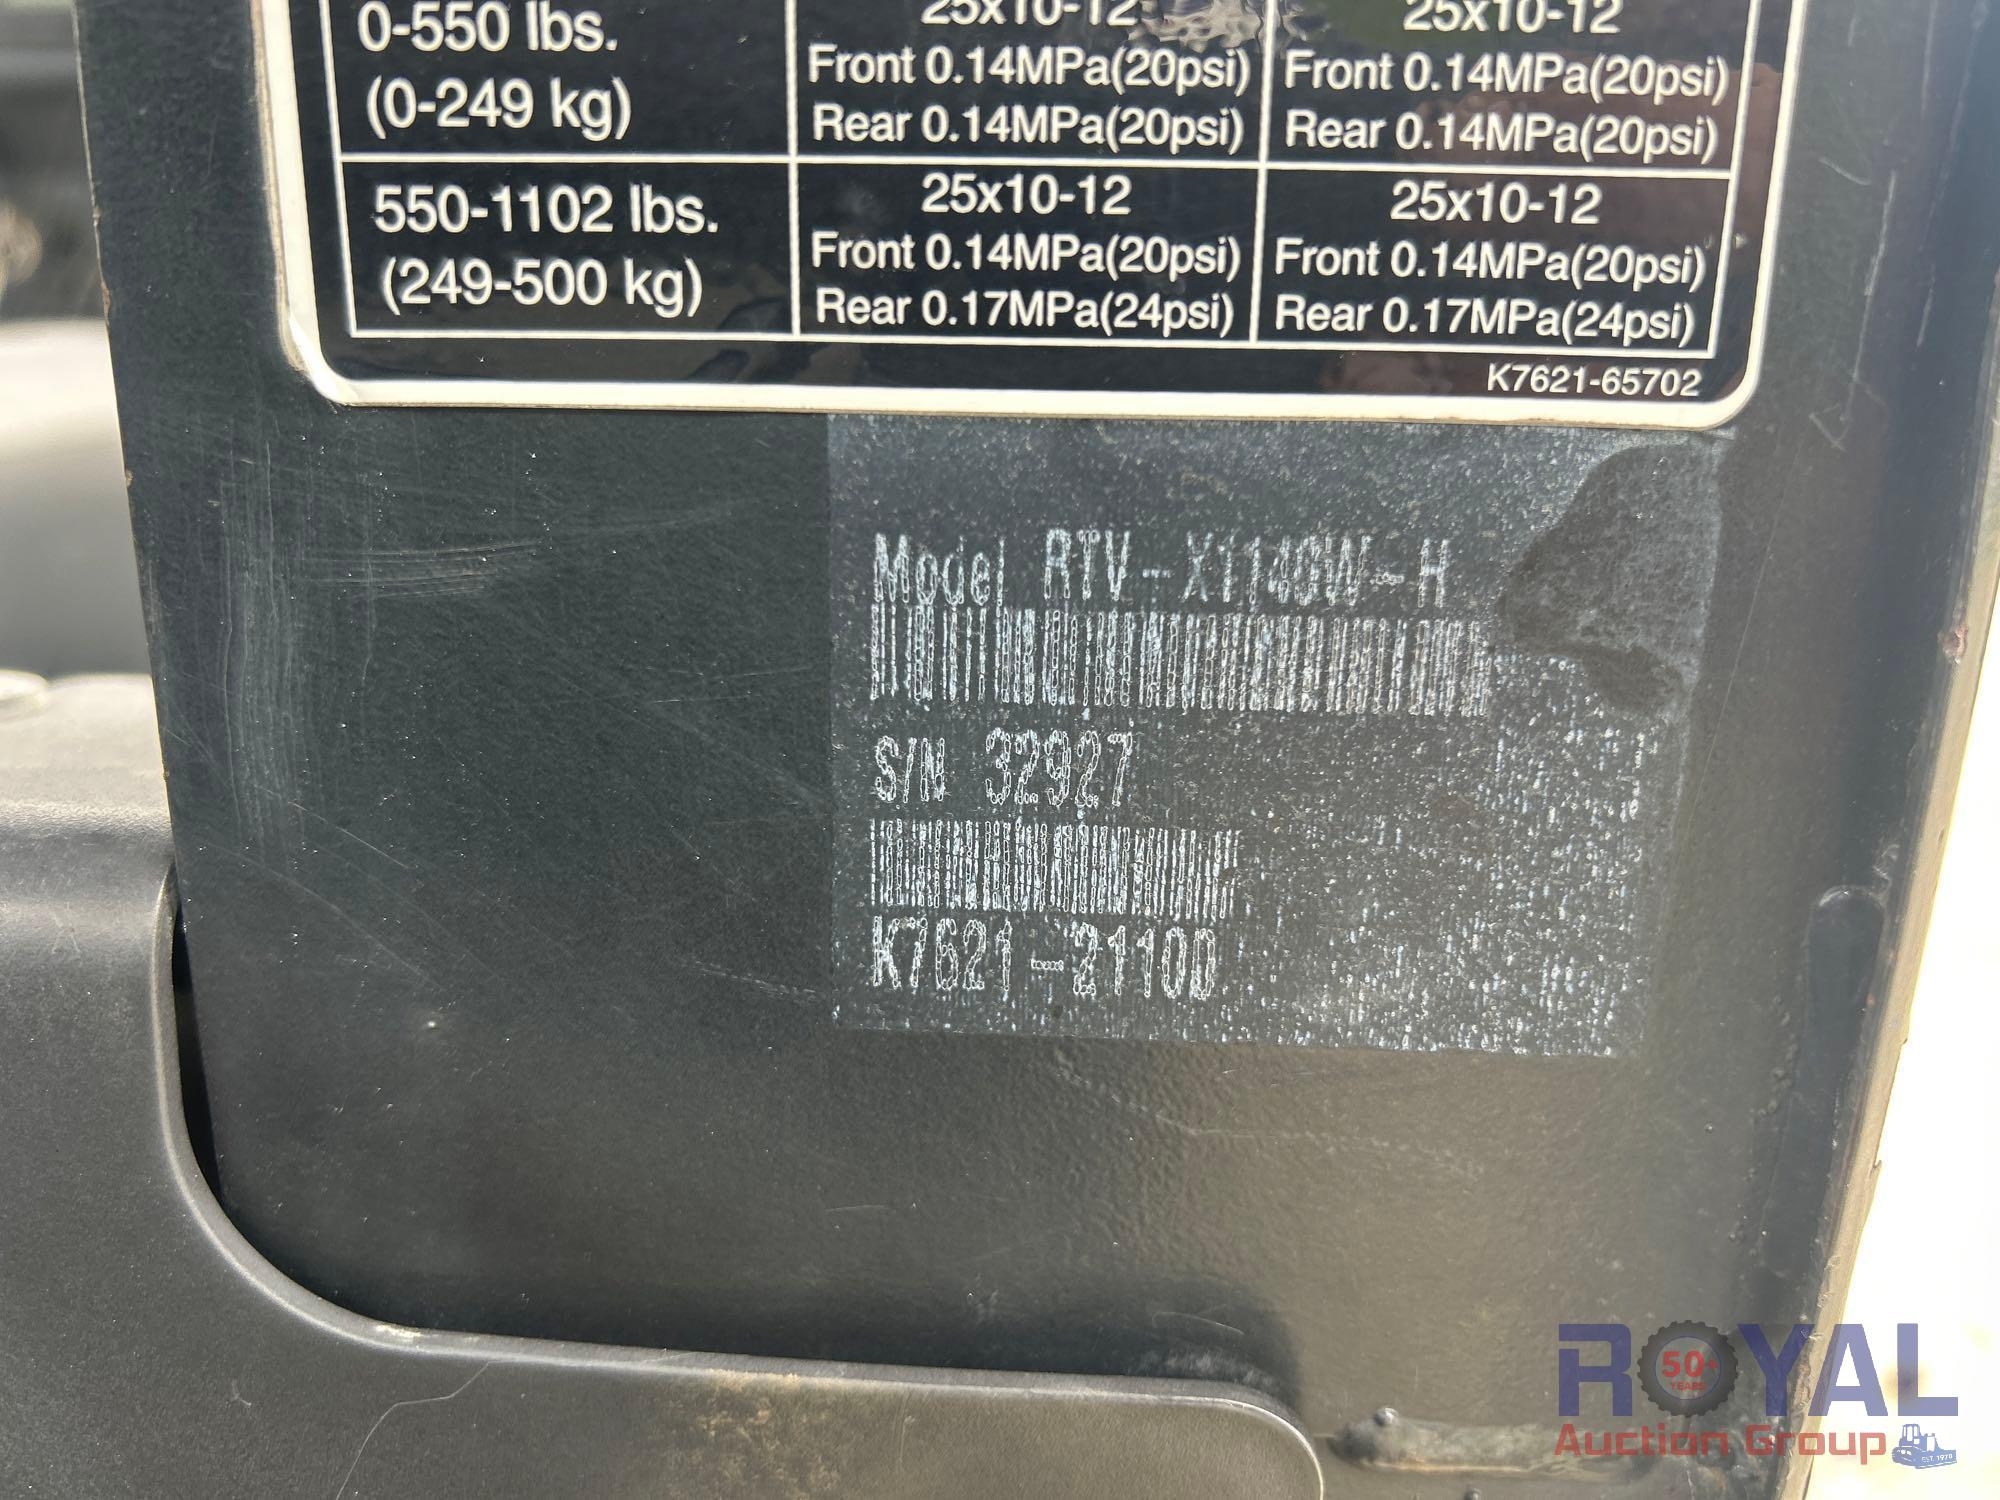 0-550 lbs.
(0-249 kg)
25x10-12
Front 0.14MPa(20psi)
Rear 0.14MPa(20psi)
25x10-12
Front 0.14MPa(20psi)
Rear 0.14MPa(20psi)
550-1102 lbs.
(249-500 kg)
25x10-12
Front 0.14MPa(20psi)
Rear 0.17MPa(24psi)
25x10-12
Front 0.14MPa(20psi)
Rear 0.17MPa(24psi)
K7621-65702
Model RTV-X1140W-H
S/N 32927
K7621-21100
ROYAL
50+
YEARS
Auction Group
EST. 1970